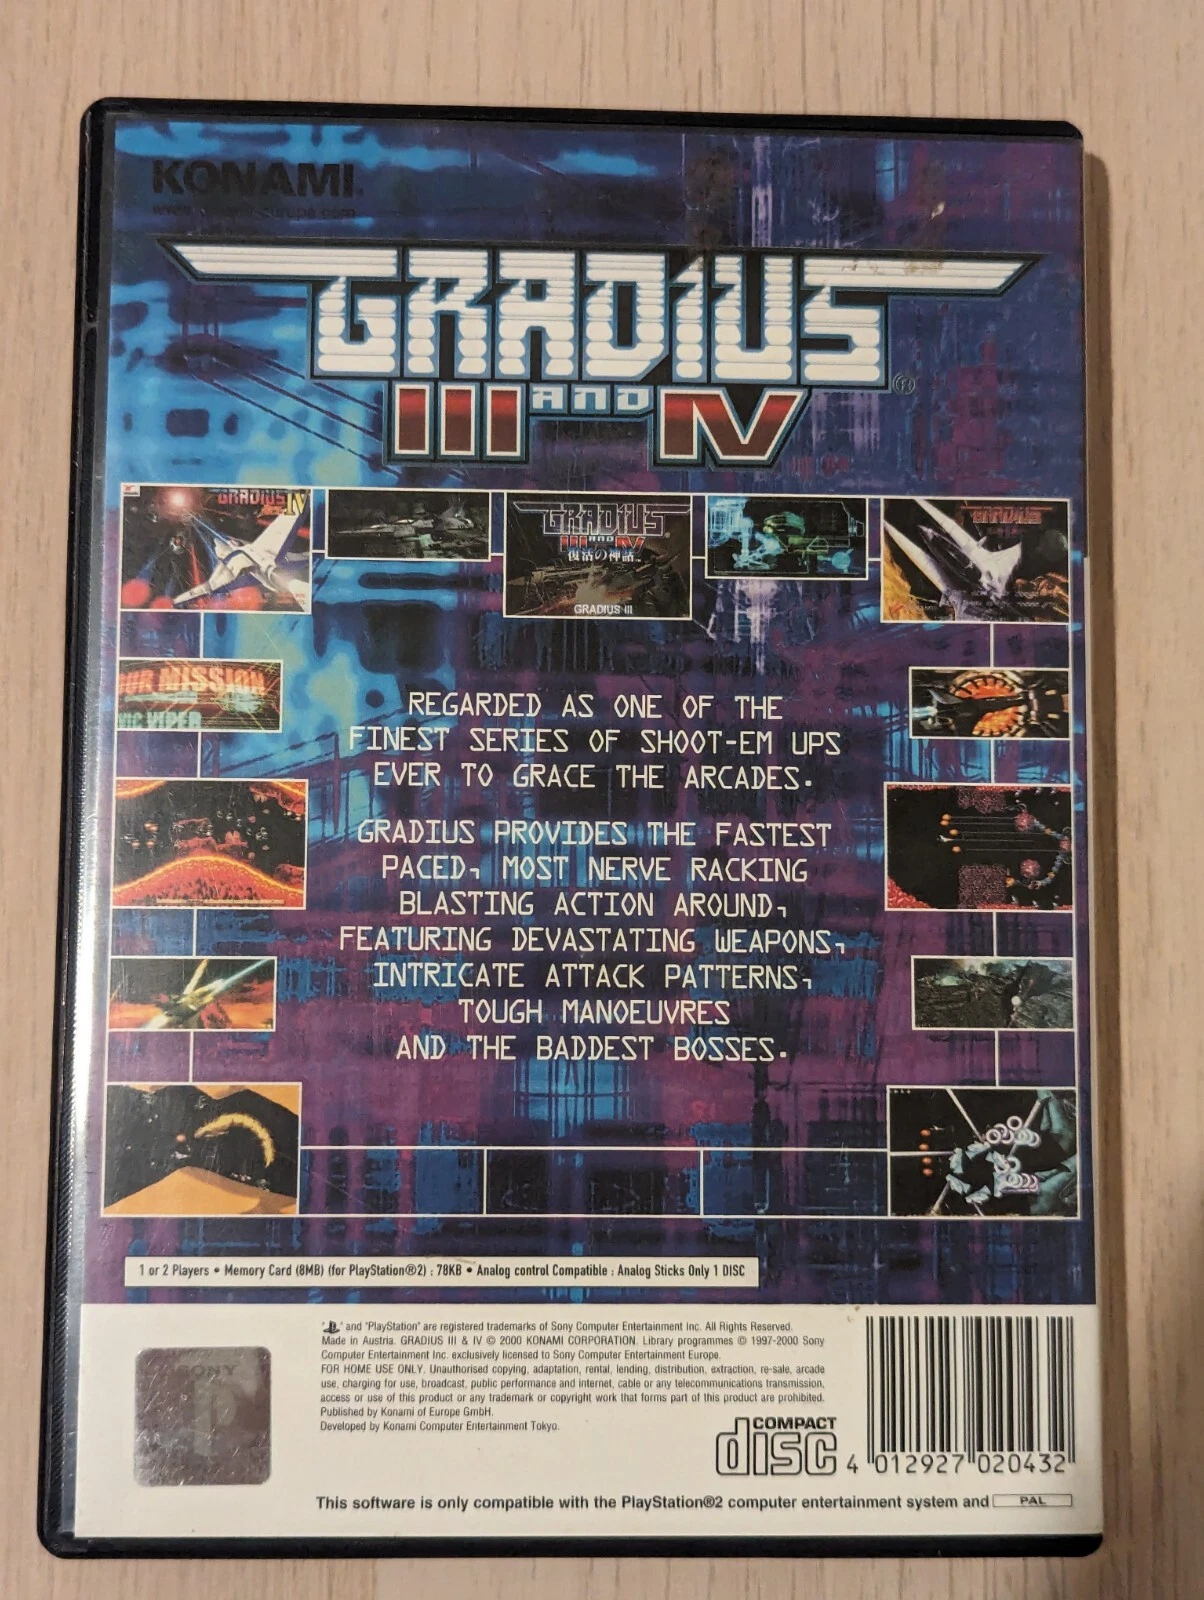 KONAMI
GRADIUS®
III AND IV
GRADIUS IV
GRADIUS
III AND IV
復活の神話
GRADIUS III
GRADIUS
OUR MISSION
VIC VIPER
REGARDED AS ONE OF THE
FINEST SERIES OF SHOOT-EM UPS
EVER TO GRACE THE ARCADES.
GRADIUS PROVIDES THE FASTEST
PACED, MOST NERVE RACKING
BLASTING ACTION AROUND,
FEATURING DEVASTATING WEAPONS,
INTRICATE ATTACK PATTERNS,
TOUGH MANOEUVRES
AND THE BADDEST BOSSES.
1 or 2 Players • Memory Card (8MB) (for PlayStation®2) : 78KB • Analog control Compatible : Analog Sticks Only 1 DISC
SONY
" " and "PlayStation" are registered trademarks of Sony Computer Entertainment Inc. All Rights Reserved.
Made in Austria. GRADIUS III & IV © 2000 KONAMI CORPORATION. Library programmes © 1997-2000 Sony
Computer Entertainment Inc. exclusively licensed to Sony Computer Entertainment Europe.
FOR HOME USE ONLY. Unauthorised copying, adaptation, rental, lending, distribution, extraction, re-sale, arcade
use, charging for use, broadcast, public performance and internet, cable or any telecommunications transmission,
access or use of this product or any trademark or copyright work that forms part of this product are prohibited.
Published by Konami of Europe GmbH.
Developed by Konami Computer Entertainment Tokyo.
COMPACT
disc
4 012927 020432
This software is only compatible with the PlayStation®2 computer entertainment system and PAL